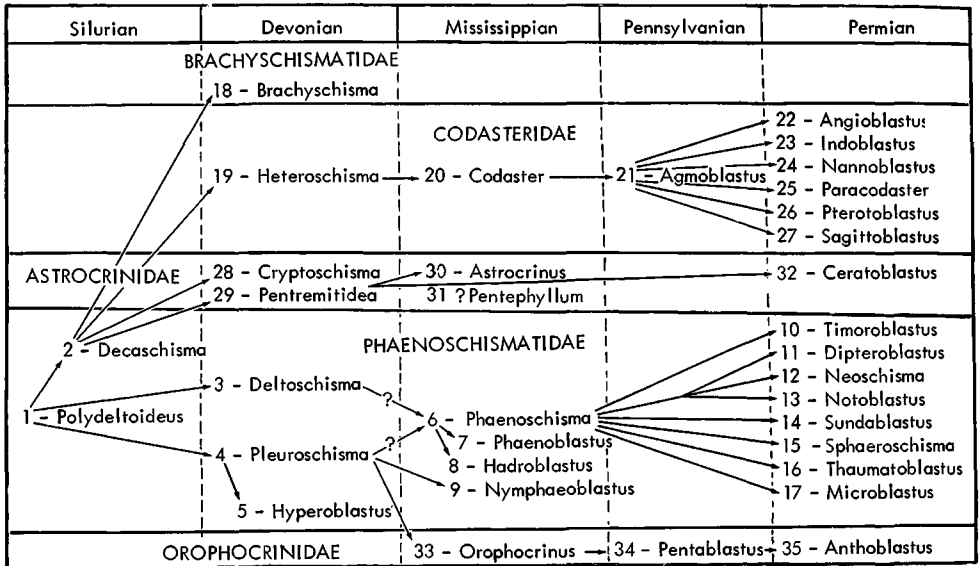 Silurian Devonian Mississippian Pennsylvanian Permian
BRACHYSCHISMATIDAE
18 - Brachyschisma
CODASTERIDAE
22 - Angioblastus
23 - Indoblastus
24 - Nannoblastus
19 - Heteroschisma 20 - Codaster 21 - Agmoblastus
25 - Paracodaster
26 - Pterotoblastus
27 - Sagittoblastus
ASTROCRINIDAE
28 - Cryptoschisma 30 - Astrocrinus 32 - Ceratoblastus
29 - Pentremitidea 31 ?Pentephyllum
PHAENOSCHISMATIDAE
2 - Decaschisma
10 - Timoroblastus
11 - Dipteroblastus
12 - Neoschisma
3 - Deltoschisma
?
13 - Notoblastus
1 - Polydeltoideus
6 - Phaenoschisma
14 - Sundablastus
?
7 - Phaenoblastus
15 - Sphaeroschisma
4 - Pleuroschisma
8 - Hadroblastus
16 - Thaumatoblastus
9 - Nymphaeoblastus
17 - Microblastus
5 - Hyperoblastus
OROPHOCRINIDAE
33 - Orophocrinus 34 - Pentablastus 35 - Anthoblastus